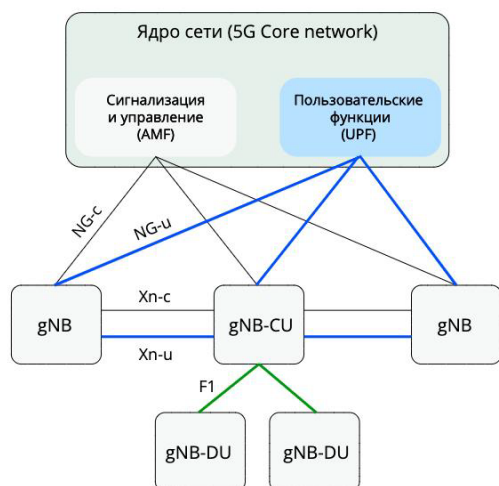 Ядро сети (5G Core network)
Сигнализация
и управление
(AMF)
Пользовательские
функции
(UPF)
NG-c
NG-u
gNB
Xn-c
Xn-u
gNB-CU
gNB
F1
gNB-DU
gNB-DU